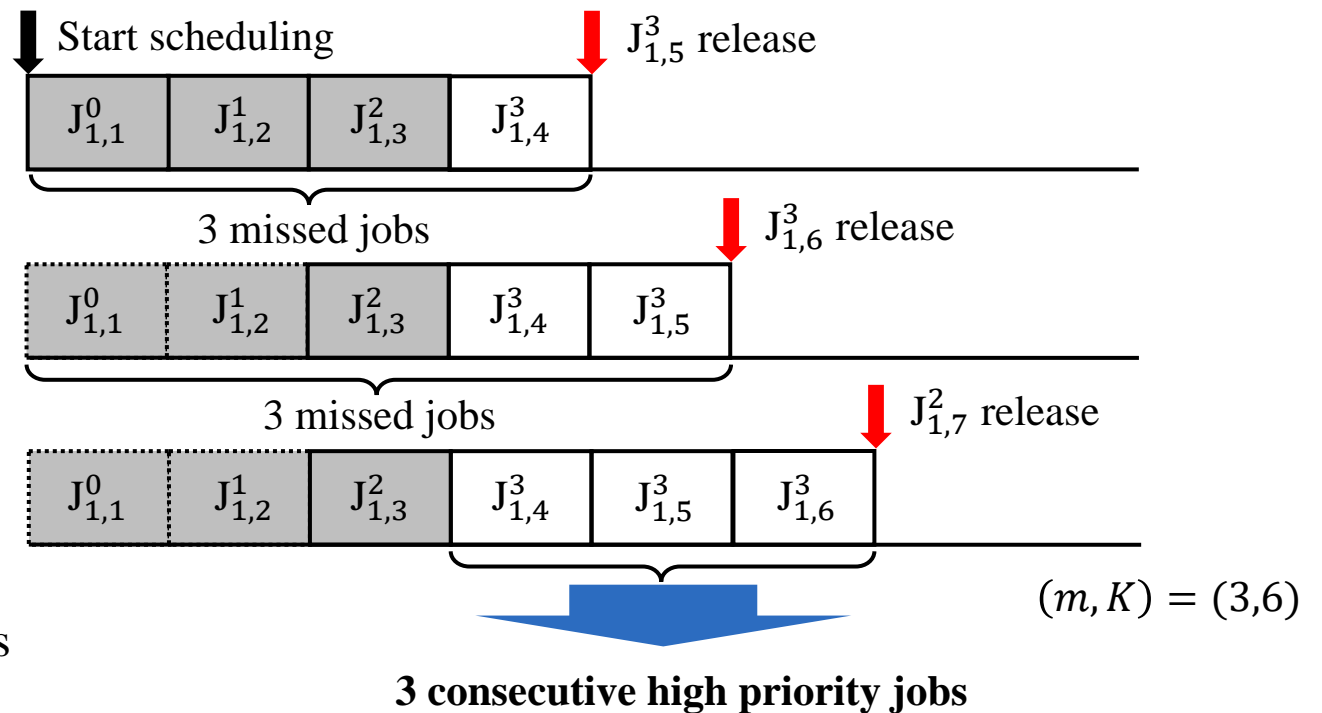 Start scheduling
J^3_{1,5} release
J^0_{1,1} J^1_{1,2} J^2_{1,3} J^3_{1,4}
3 missed jobs
J^3_{1,6} release
J^0_{1,1} J^1_{1,2} J^2_{1,3} J^3_{1,4} J^3_{1,5}
3 missed jobs
J^2_{1,7} release
J^0_{1,1} J^1_{1,2} J^2_{1,3} J^3_{1,4} J^3_{1,5} J^3_{1,6}
(m, K) = (3,6)
s
3 consecutive high priority jobs